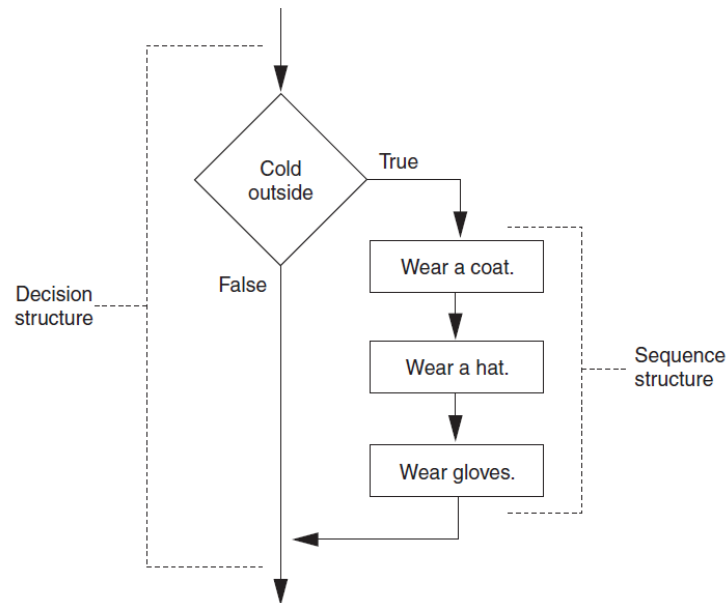 Cold
outside
True
False
Wear a coat.
Wear a hat.
Wear gloves.
Decision
structure
Sequence
structure